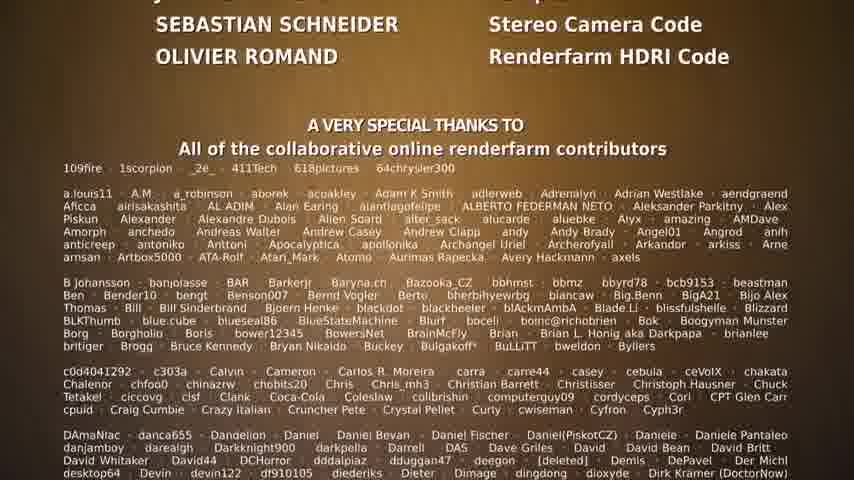 SEBASTIAN SCHNEIDER Stereo Camera Code
OLIVIER ROMAND Renderfarm HDRI Code
A VERY SPECIAL THANKS TO
All of the collaborative online renderfarm contributors
109fire · 1scorpion · _2e_ · 411Tech · 618pictures · 64chrysler300
a.louis11 · A.M. · a_robinson · aborek · acoakley · Adam K Smith · adlerweb · Adrenalyn · Adrian Westlake · aendgraend
Aficca · airisakashita · AL ADIM · Alan Earing · alantlagofelipe · ALBERTO FEDERMAN NETO · Aleksander Parkitny · Alex
Piskun · Alexander · Alexandre Dubois · Alien Soard · alter_sack · alucarde · aluebke · Alyx · amazing · AMDave ·
Amorph · anchedo · Andreas Walter · Andrew Casey · Andrew Clapp · andy · Andy Brady · Angel01 · Angrod · anih
anticreep · antoniko · Anttoni · Apocalyptica · apollonika · Archangel Uriel · Archerofyall · Arkandor · arkiss · Arne
amsan · Artbox5000 · ATA-Rolf · Atari_Mark · Atomo · Aurimas Rapecka · Avery Hackmann · axels
B Johansson · banjolasse · BAR · Barkerjr · Baryna.cn · Bazooka_CZ · bbhmst · bbmz · bbyrd78 · bcb9153 · beastman
Ben · Bender10 · bengt · Benson007 · Bernd Vogler · Berto · bherbihyewrbg · biancaw · Big.Benn · BigA21 · Bijo Alex
Thomas · Bill · Bill Sinderbrand · Bjoern Henke · blackdot · blackheeler · blAckmAmbA · Blade.Li · blissfulshelle · Blizzard
BLKThumb · blue.cube · blueseal86 · BlueStateMachine · Blurf · bocell · bomc@richobrien · Bok · Boogyman Munster
Borg · Borgholio · Boris · bower12345 · BowersNet · BrainMcFly · Brian · Brian L. Honig aka Darkpapa · brianlee ·
britiger · Brogg · Bruce Kennedy · Bryan Nikaido · Buckey · Bulgakoff* · BuLLiTT · bweldon · Byllers
c0d4041292 · c303a · Calvin · Cameron · Carlos R. Moreira · carra · carre44 · casey · cebula · ceVoIX · chakata
Chalenor · chfoo0 · chinazrw · chobits20 · Chris · Chris_mh3 · Christian Barrett · Christisser · Christoph.Hausner · Chuck
Tetakel · ciccovg · clsf · Clank · Coca-Cola · Coleslaw · colibrishin · computerguy09 · cordyceps · Cori · CPT Glen Carr
cpuid · Craig Cumbie · Crazy Italian · Cruncher Pete · Crystal Pellet · Curly · cwiseman · Cyfron · Cyph3r
DAmaNiac · danca655 · Dandelion · Daniel · Daniel Bevan · Daniel Fischer · Daniel(PiskotCZ) · Daniele · Daniele Pantaleo
danjamboy · darealgh · Darkknight900 · darkpella · Darrell · DAS · Dave Griles · David · David Bean · David Britt ·
David Whitaker · David44 · DCHorror · dddalpiaz · dduggan47 · deegon · [deleted] · Demis · DePavel · Der Michl
desktop64 · Devin · devin122 · df910105 · diederiks · Dieter · Dimage · dingdong · dioxyde · Dirk Krämer (DoctorNow)